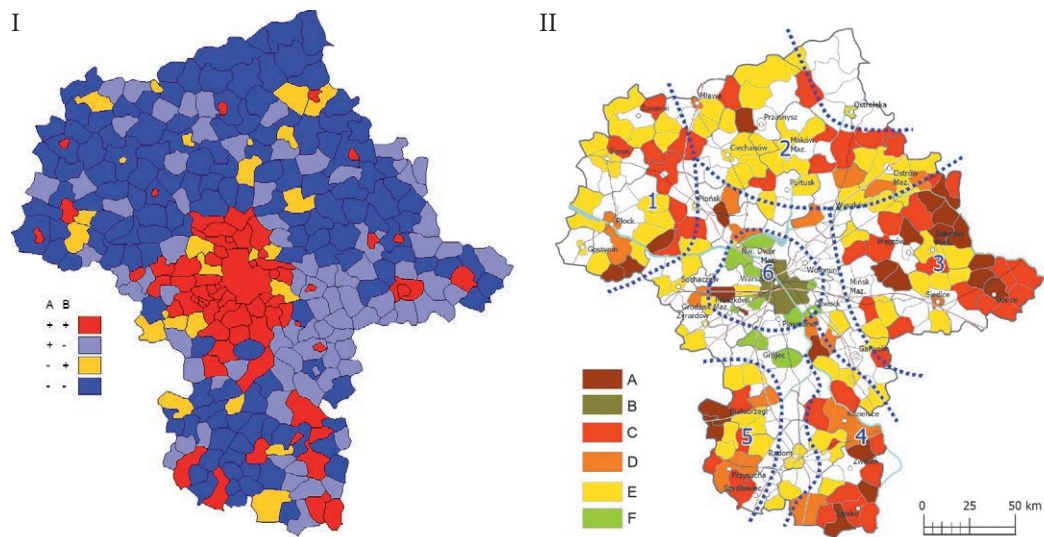 I
A B
+ +
+ -
- +
- -
II
Mława
Ostrołęka
Przasnysz
Ciechanów
Maków
Maz.
2
Pułtusk
Ostrów
Maz.
Wyszków
1
Płońsk
Płock
Gostynin
Węgrów
Sokołów
Podl.
3
Nw. Dwór
Maz.
6
Wołomin
Sochaczew
Mińsk
Maz.
Siedlce
Łosice
Grodzisk Maz.
Żyrardów
Otwock
Piaseczno
Garwolin
Grójec
Białobrzegi
Kozienice
5
4
Radom
Zwoleń
Przysucha
Szydłowiec
Lipsko
A
B
C
D
E
F
0 25 50 km